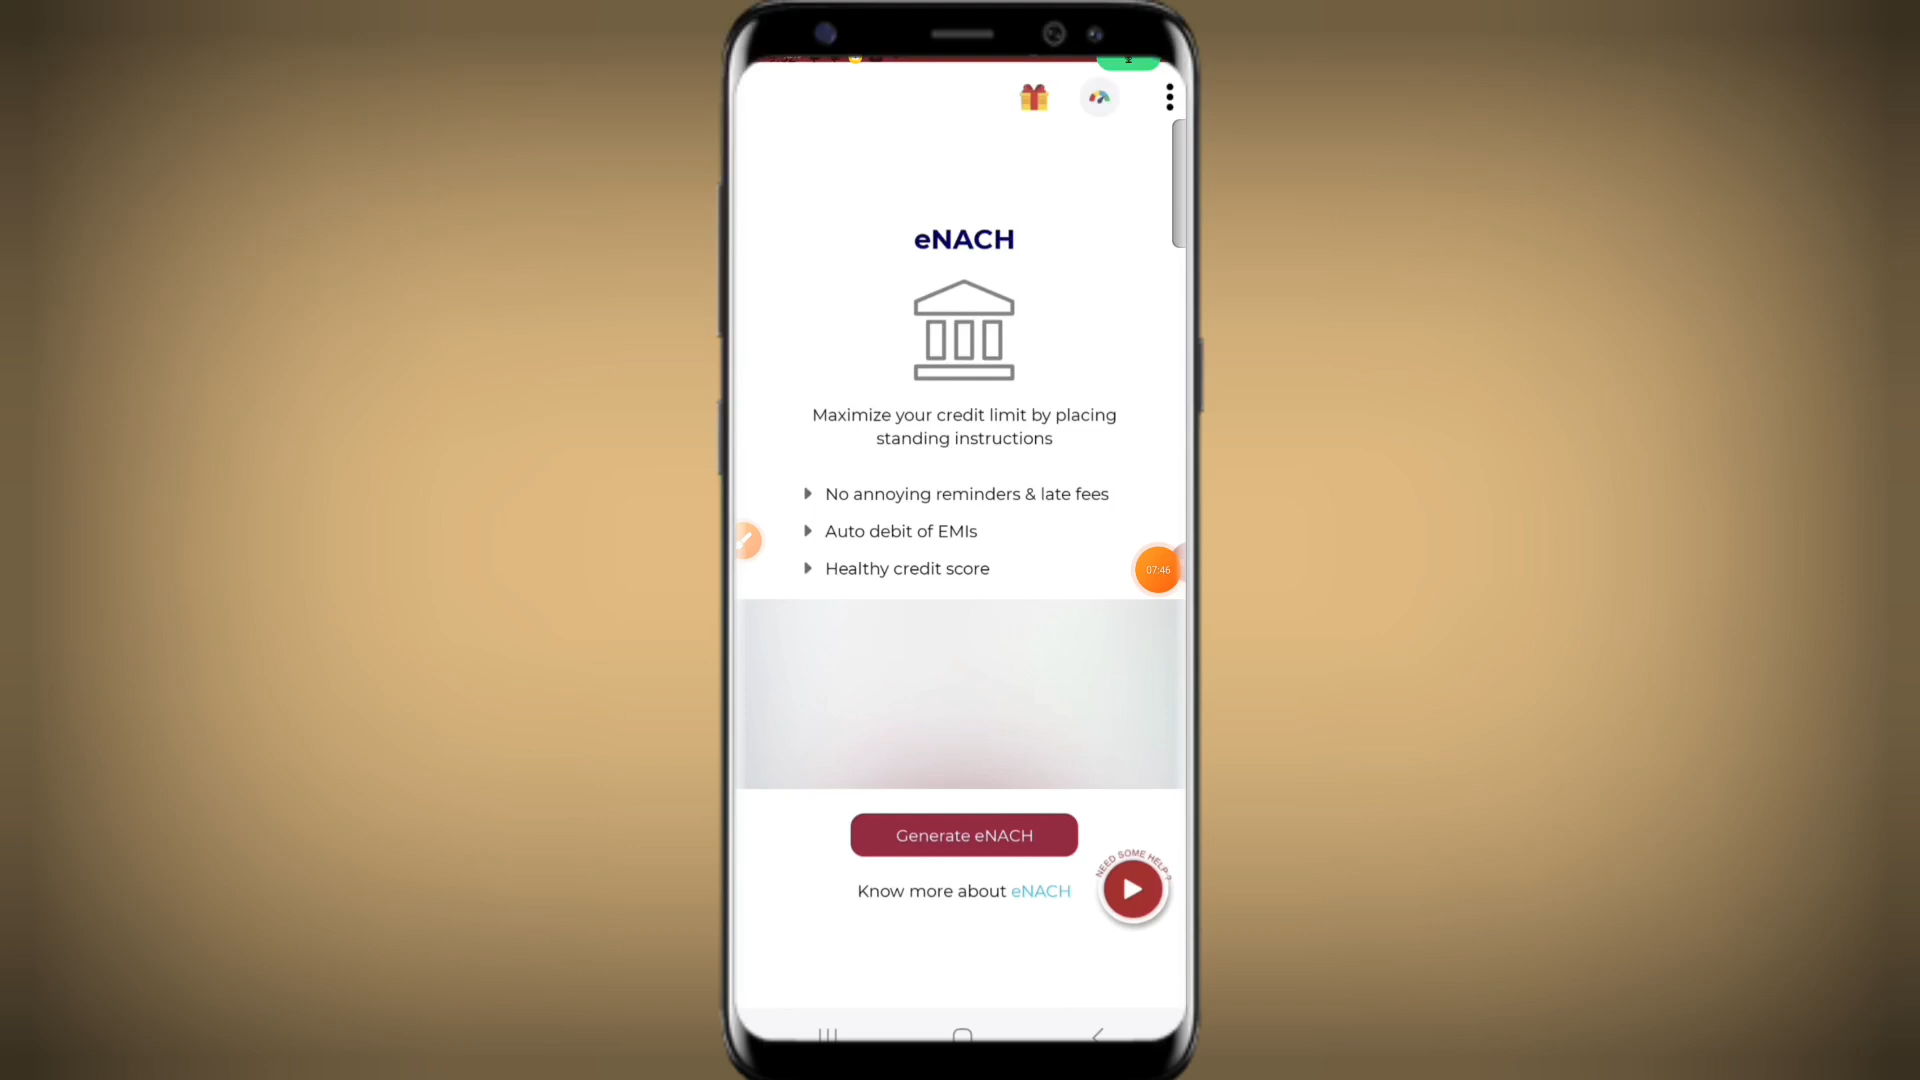 eNACH
Maximize your credit limit by placing
standing instructions
No annoying reminders & late fees
Auto debit of EMIs
Healthy credit score
07:46
Generate eNACH
NEED SOME HELP?
Know more about eNACH